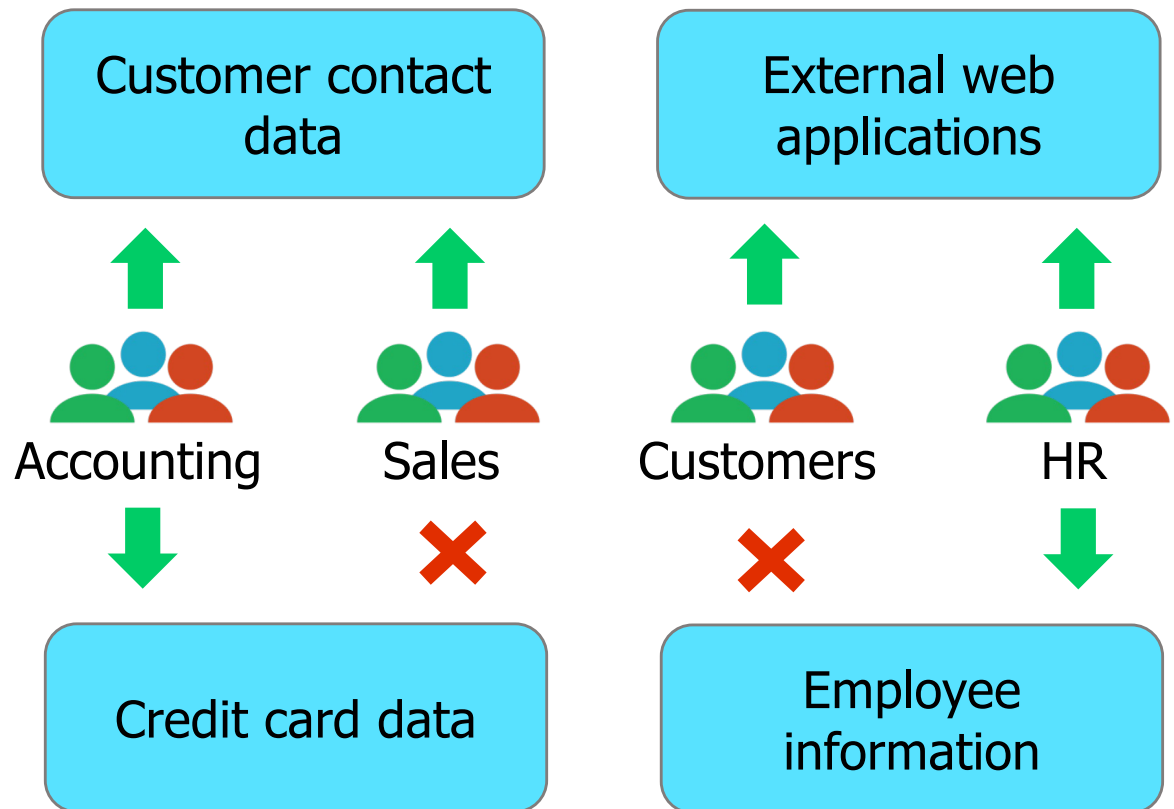 Customer contact
data
External web
applications
Accounting
Sales
Customers
HR
Credit card data
Employee
information